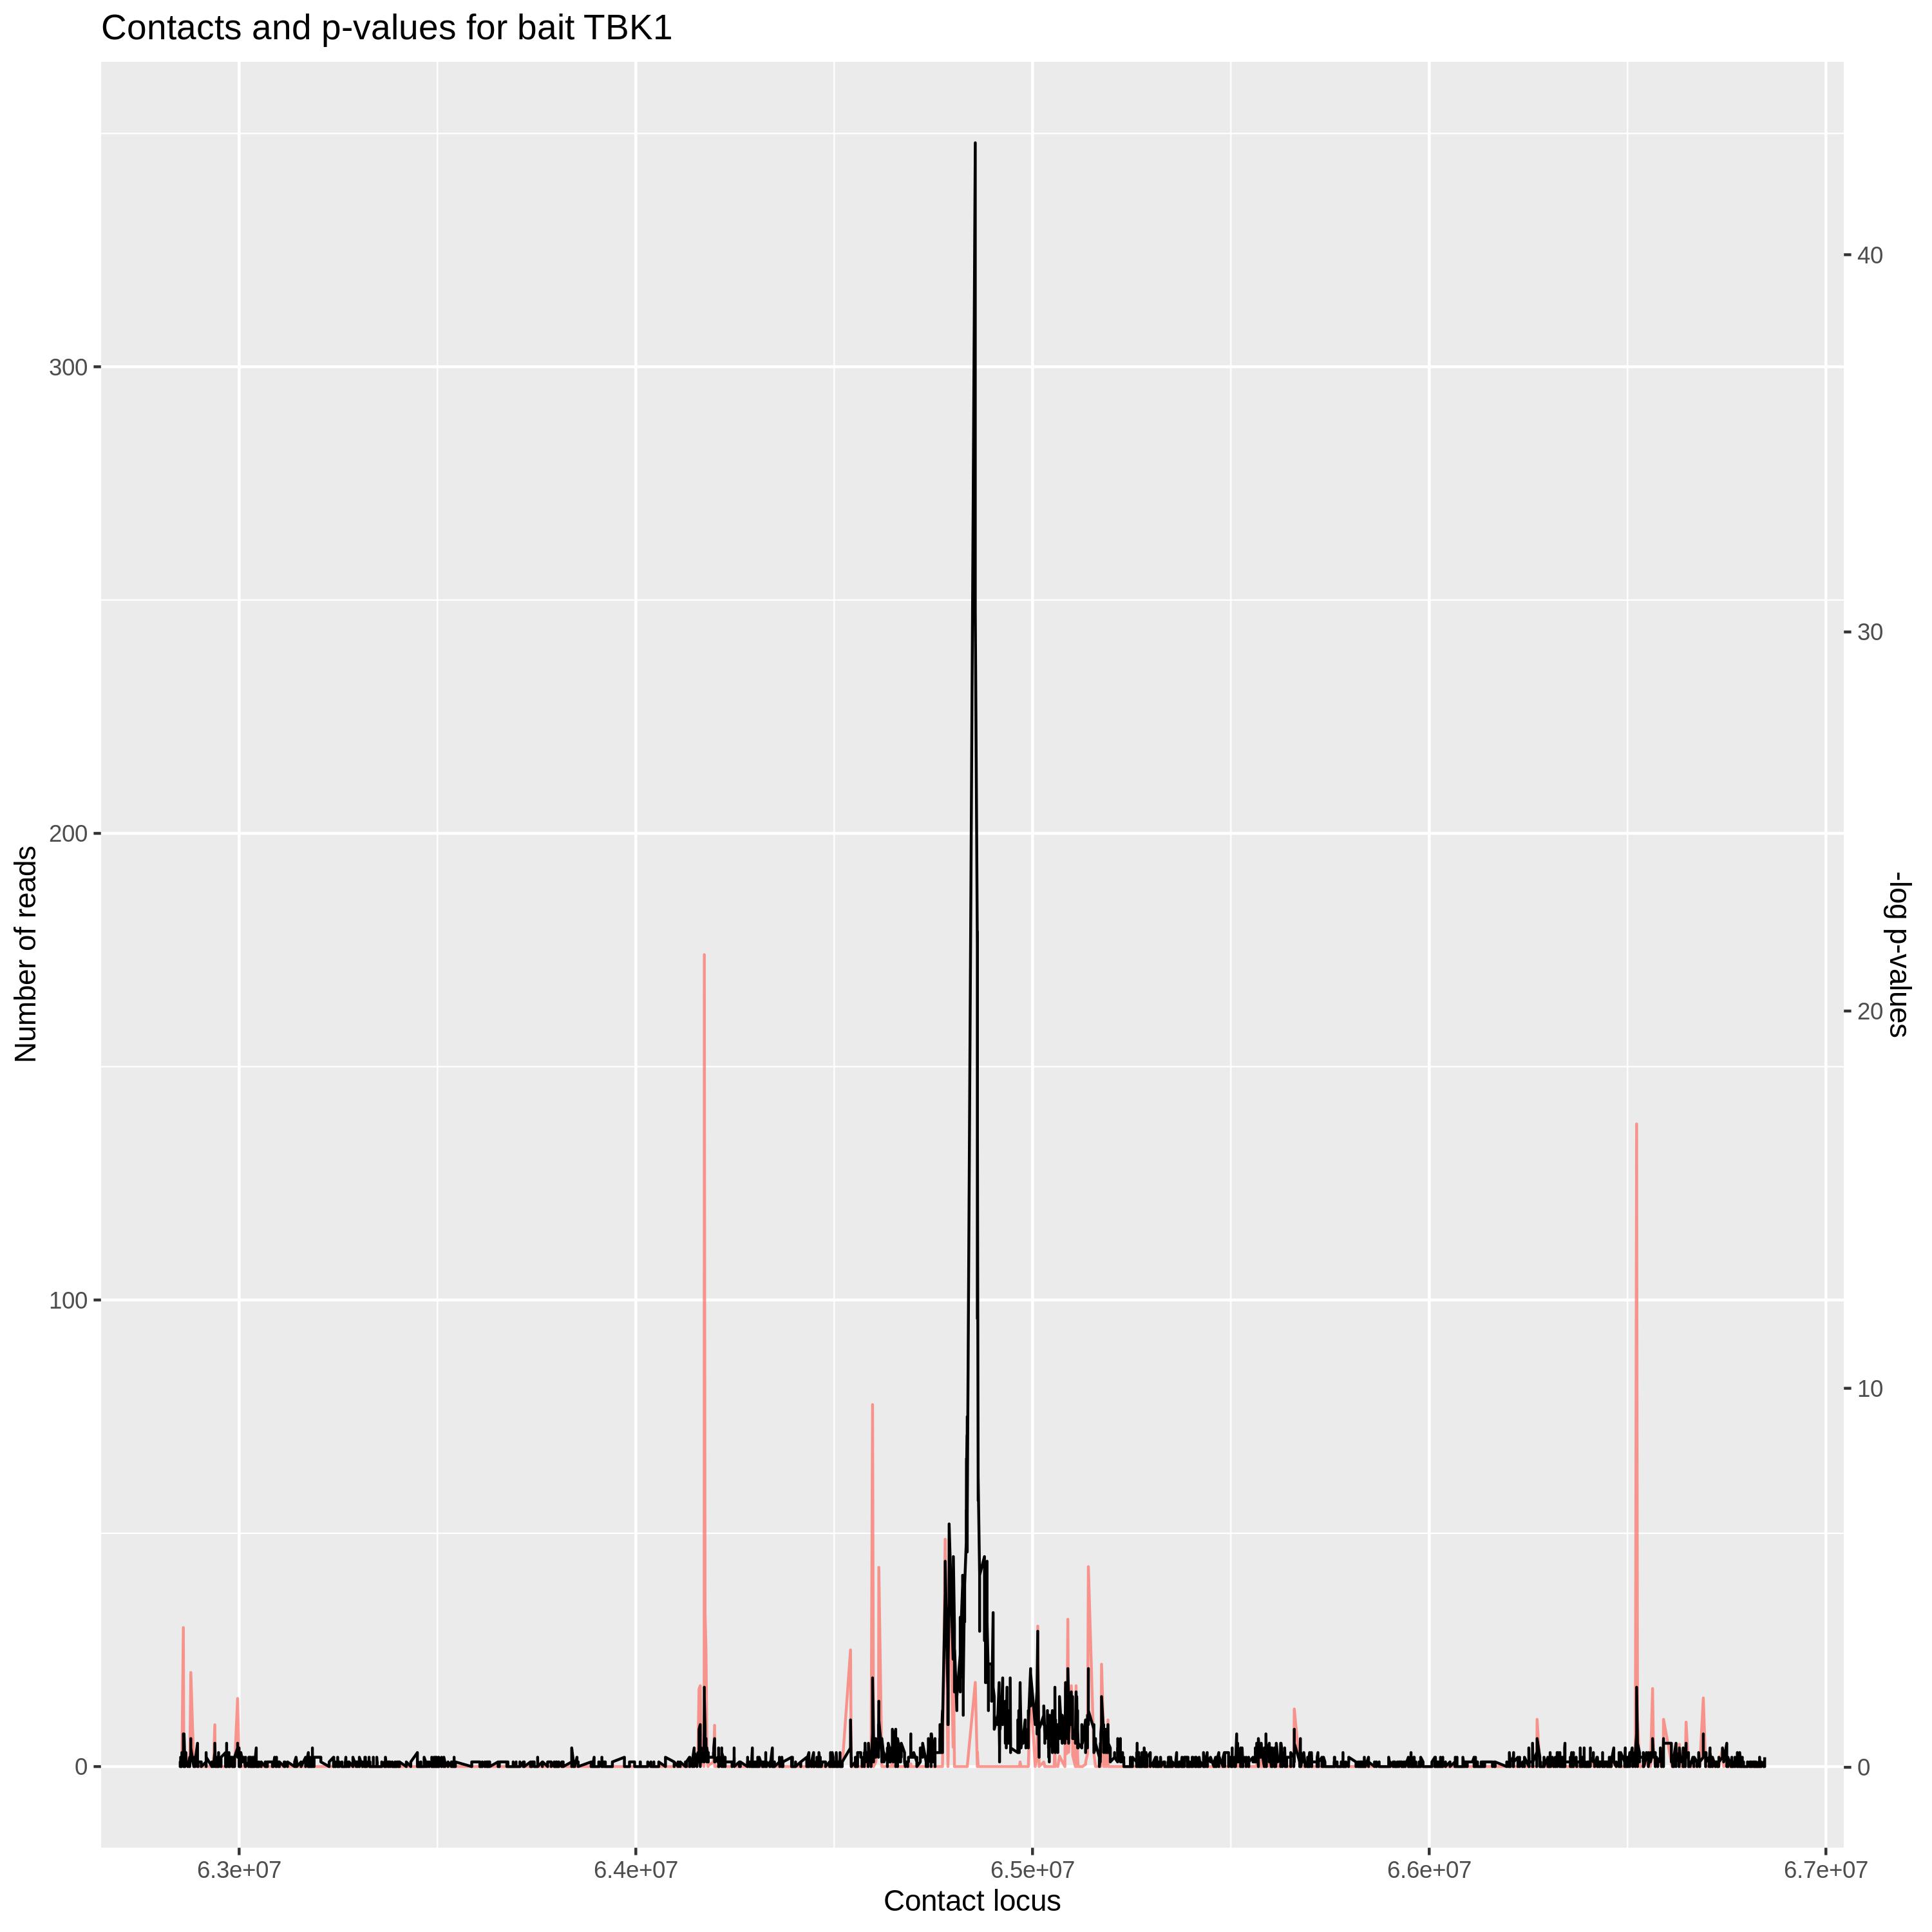 Contacts and p-values for bait TBK1
Number of reads
300
200
100
0
40
30
20
10
0
-log p-values
6.3e+07
6.4e+07
6.5e+07
6.6e+07
6.7e+07
Contact locus